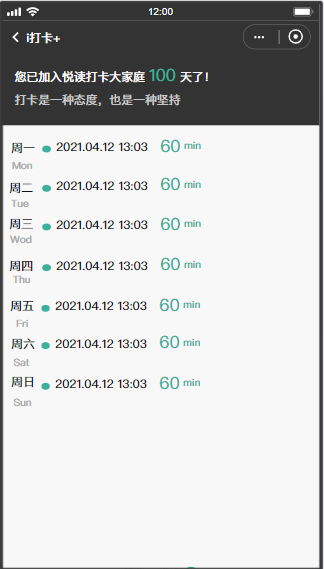 12:00
i打卡+
您已加入悦读打卡大家庭 100 天了!
打卡是一种态度，也是一种坚持
周一 2021.04.12 13:03 60 min
Mon
周二 2021.04.12 13:03 60 min
Tue
周三 2021.04.12 13:03 60 min
Wod
周四 2021.04.12 13:03 60 min
Thu
周五 2021.04.12 13:03 60 min
Fri
周六 2021.04.12 13:03 60 min
Sat
周日 2021.04.12 13:03 60 min
Sun